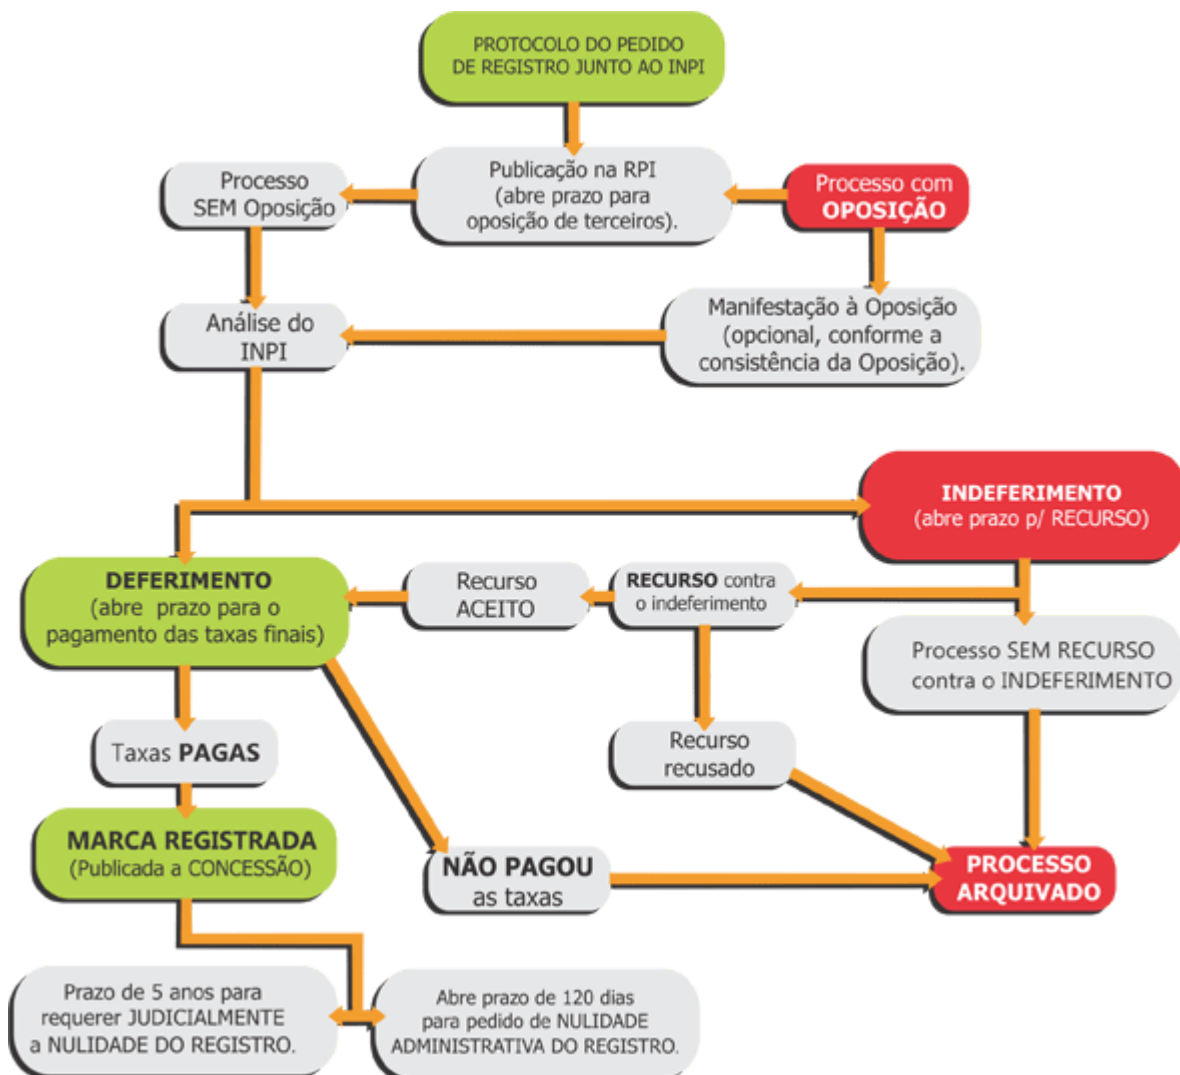 PROTOCOLO DO PEDIDO
DE REGISTRO JUNTO AO INPI
Processo
SEM Oposição
Publicação na RPI
(abre prazo para
oposição de terceiros).
Processo com
OPOSIÇÃO
Análise do
INPI
Manifestação à Oposição
(opcional, conforme a
consistência da Oposição).
INDEFERIMENTO
(abre prazo p/ RECURSO)
DEFERIMENTO
(abre prazo para o
pagamento das taxas finais)
Recurso
ACEITO
RECURSO contra
o indeferimento
Processo SEM RECURSO
contra o INDEFERIMENTO
Taxas PAGAS
Recurso
recusado
MARCA REGISTRADA
(Publicada a CONCESSÃO)
NÃO PAGOU
as taxas
PROCESSO
ARQUIVADO
Prazo de 5 anos para
requerer JUDICIALMENTE
a NULIDADE DO REGISTRO.
Abre prazo de 120 dias
para pedido de NULIDADE
ADMINISTRATIVA DO REGISTRO.